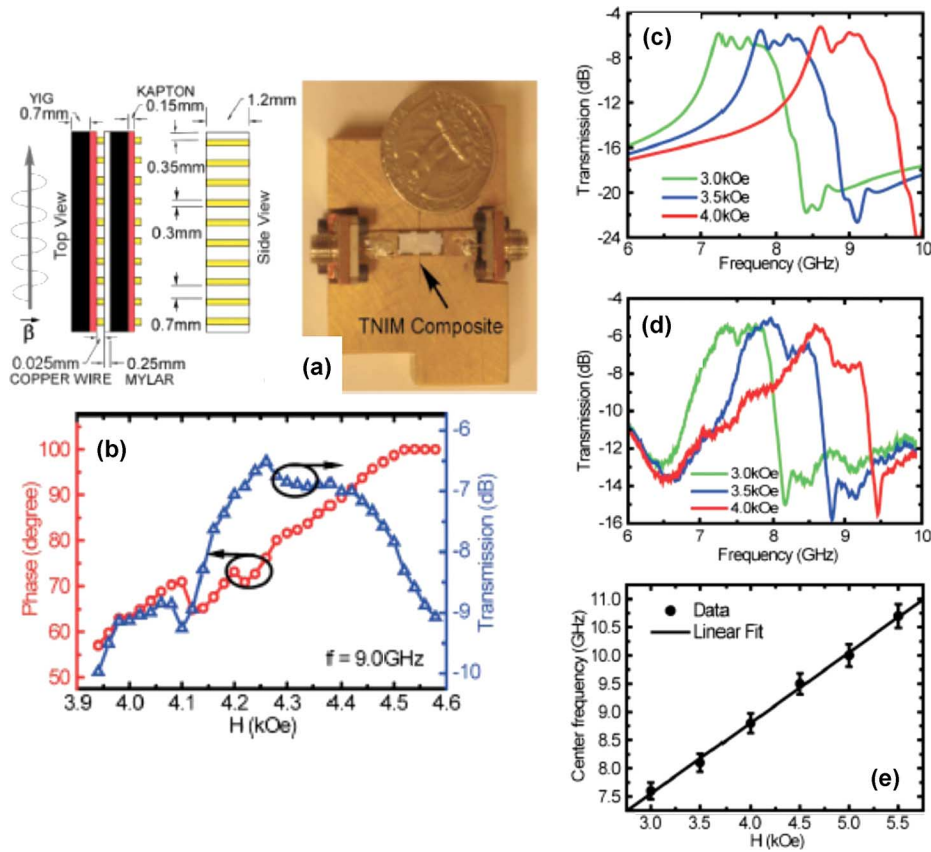 YIG
0.7mm
KAPTON
0.15mm
1.2mm
0.35mm
0.3mm
0.7mm
Top View
Side View
β
0.025mm
COPPER WIRE
0.25mm
MYLAR
(a)
TNIM Composite
(b)
Phase (degree)
100
90
80
70
60
50
Transmission (dB)
-6
-7
-8
-9
-10
f = 9.0GHz
3.9 4.0 4.1 4.2 4.3 4.4 4.5 4.6
H (kOe)
(c)
Transmission (dB)
-4
-8
-12
-16
-20
-24
3.0kOe
3.5kOe
4.0kOe
6 7 8 9 10
Frequency (GHz)
(d)
Transmission (dB)
-4
-6
-8
-10
-12
-14
-16
3.0kOe
3.5kOe
4.0kOe
6 7 8 9 10
Frequency (GHz)
(e)
Center frequency (GHz)
11.0
10.5
10.0
9.5
9.0
8.5
8.0
7.5
Data
Linear Fit
3.0 3.5 4.0 4.5 5.0 5.5
H (kOe)